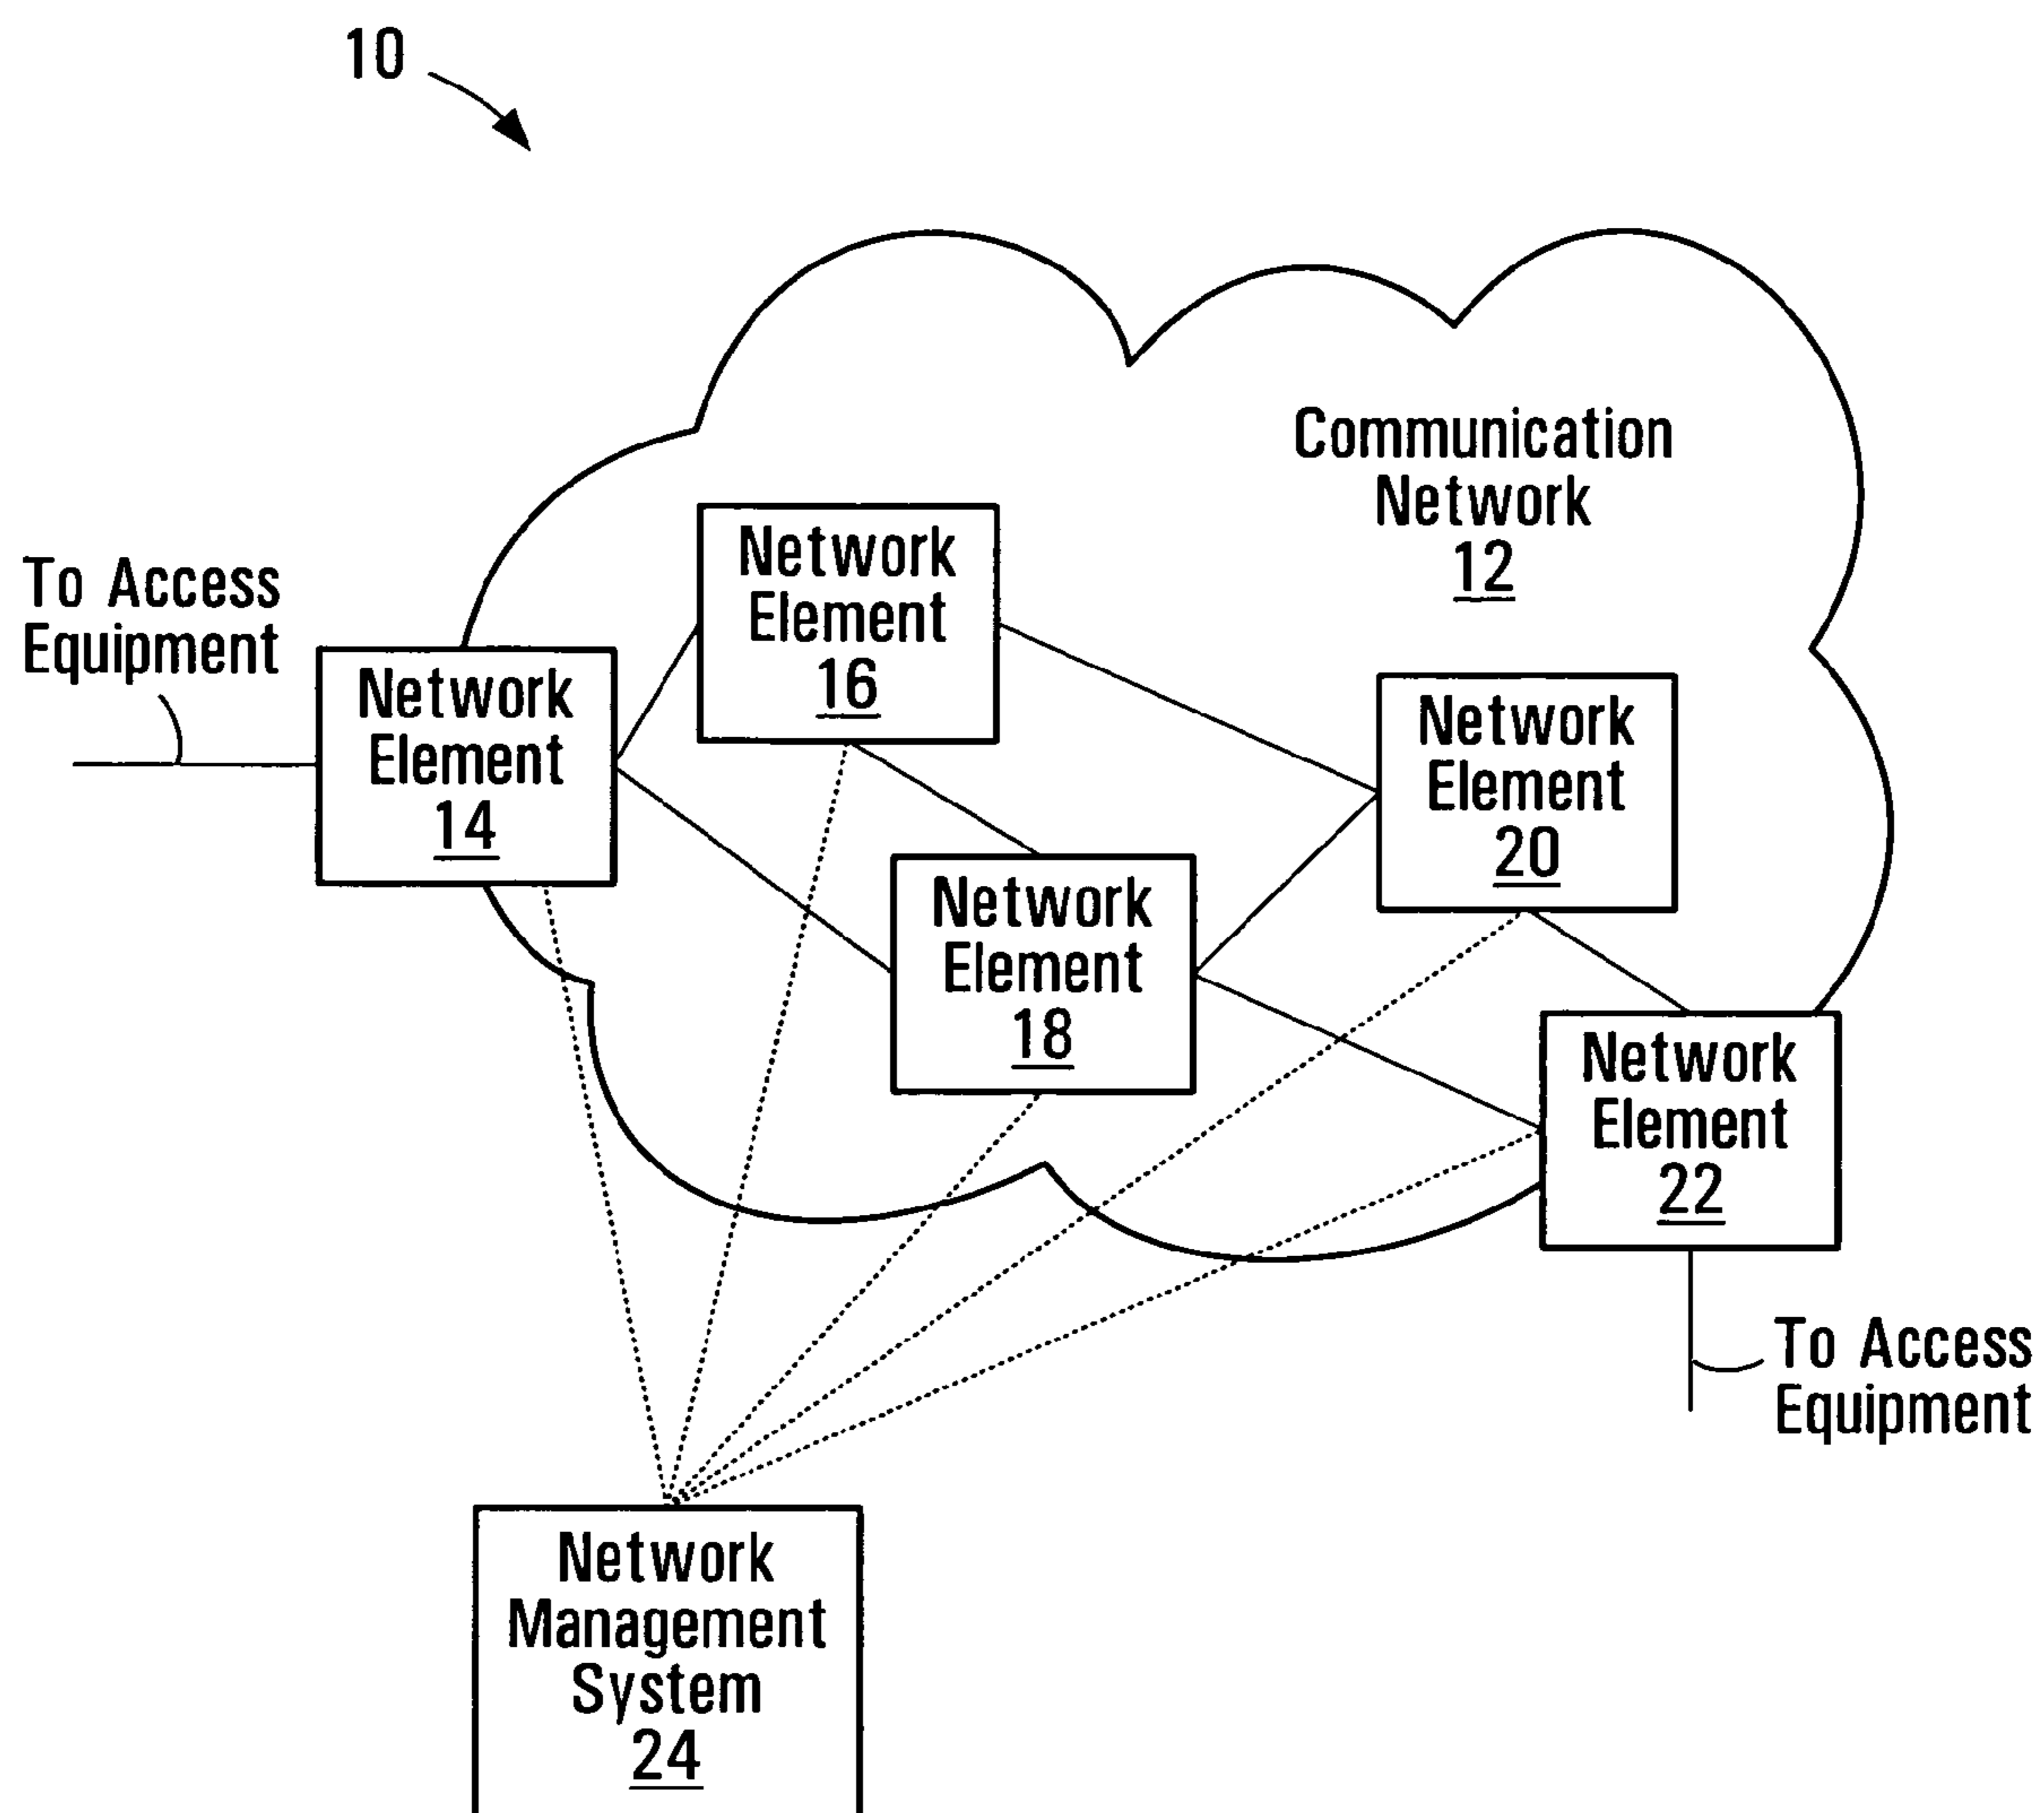 10
Communication
Network
12
To Access
Equipment
Network
Element
16
Network
Element
14
Network
Element
20
Network
Element
18
Network
Element
22
To Access
Equipment
Network
Management
System
24